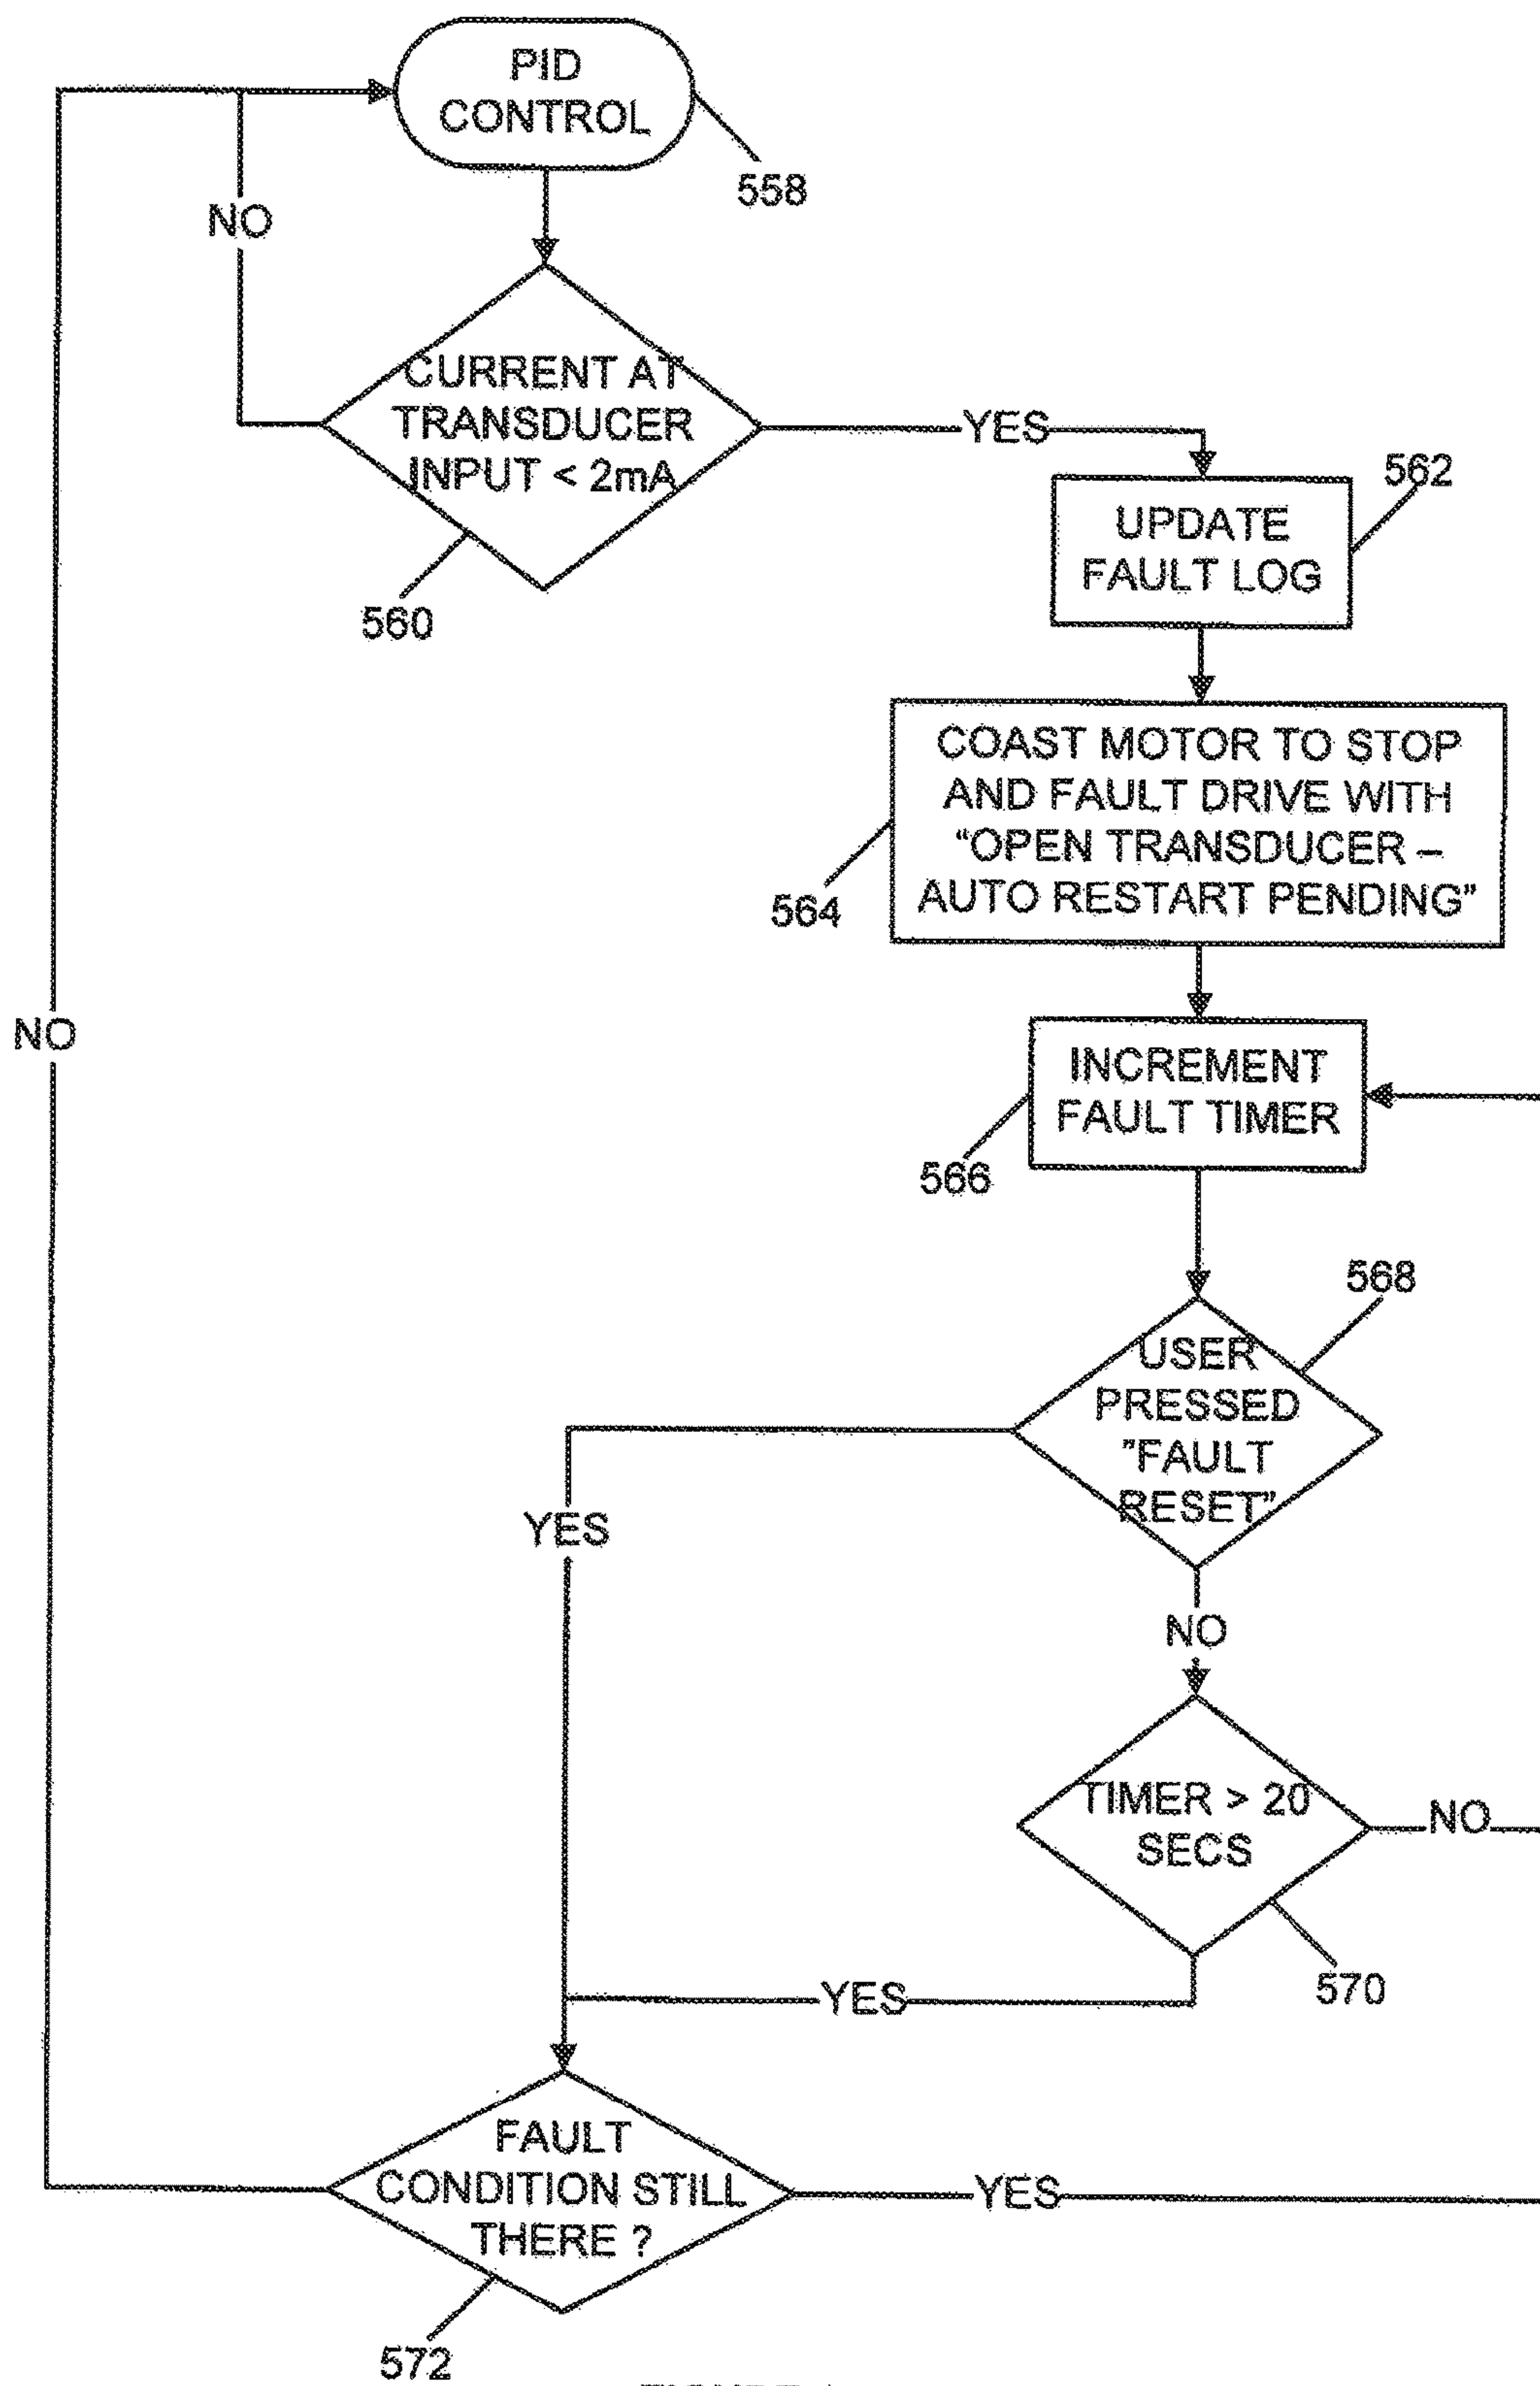 PID
CONTROL
558
NO
CURRENT AT
TRANSDUCER
INPUT < 2mA
YES
560
562
UPDATE
FAULT LOG
COAST MOTOR TO STOP
AND FAULT DRIVE WITH
“OPEN TRANSDUCER –
AUTO RESTART PENDING”
564
NO
INCREMENT
FAULT TIMER
566
568
USER
PRESSED
”FAULT
RESET”
YES
NO
TIMER > 20
SECS
NO
570
YES
FAULT
CONDITION STILL
THERE ?
YES
572